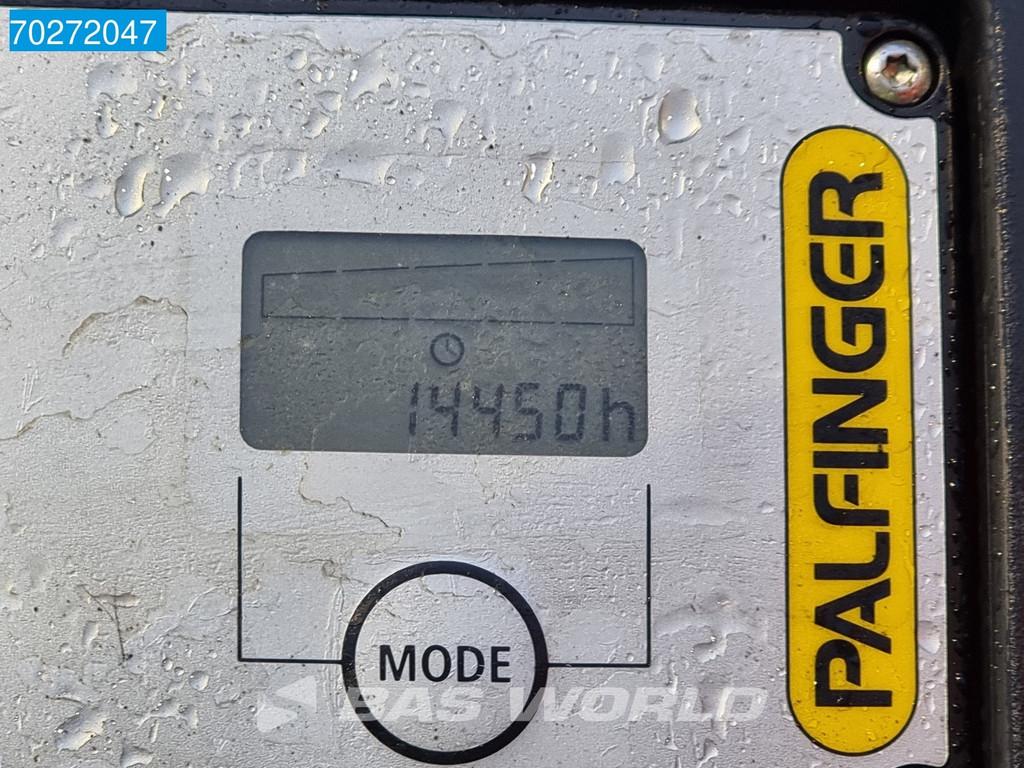 70272047
PALFINGER
14450h
MODE
BAS WORLD